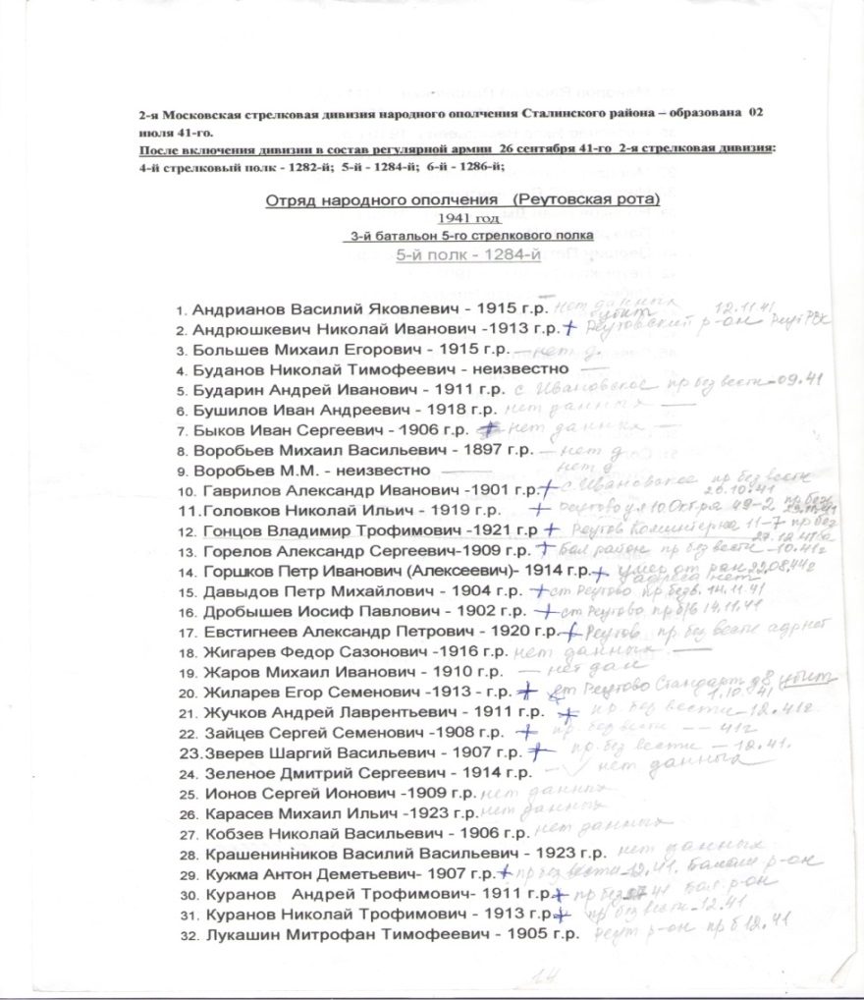 2-я Московская стрелковая дивизия народного ополчения Сталинского района – образована 02
июля 41-го.
После включения дивизии в состав регулярной армии 26 сентября 41-го 2-я стрелковая дивизия:
4-й стрелковый полк - 1282-й; 5-й - 1284-й; 6-й - 1286-й;
Отряд народного ополчения (Реутовская рота)
1941 год
3-й батальон 5-го стрелкового полка
5-й полк - 1284-й
1. Андрианов Василий Яковлевич - 1915 г.р. – нет данных
убит 12.11.41
2. Андрюшкевич Николай Иванович -1913 г.р. + Реутовский р-он Реут РВК
3. Большев Михаил Егорович - 1915 г.р. — нет д.
4. Буданов Николай Тимофеевич - неизвестно —
5. Бударин Андрей Иванович - 1911 г.р. с Ивановское пр без вести - 09.41
6. Бушилов Иван Андреевич - 1918 г.р. нет данных —
7. Быков Иван Сергеевич - 1906 г.р. + нет данных —
8. Воробьев Михаил Васильевич - 1897 г.р. — нет д
9. Воробьев М.М. - неизвестно — нет д
10. Гаврилов Александр Иванович -1901 г.р. + с. Ивановское пр без вести
20.10.41
11.Головков Николай Ильич - 1919 г.р. + Реутово ул 10 Октяря 49-2 пр без
12. Гонцов Владимир Трофимович -1921 г.р + Реутов Коминтерна 11-7 пр без
13. Горелов Александр Сергеевич-1909 г.р. + Бал район пр без вести -10.41г
14. Горшков Петр Иванович (Алексеевич)- 1914 г.р. + умер от ран 22.08.44г
адреса нет
15. Давыдов Петр Михайлович - 1904 г.р. + ст Реутово пр безв. 14.11.41
16. Дробышев Иосиф Павлович - 1902 г.р. + ст Реутово пр б/в 14.11.41
17. Евстигнеев Александр Петрович - 1920 г.р. + Реутов пр без вести адр нет
18. Жигарев Федор Сазонович -1916 г.р. нет данных —
19. Жаров Михаил Иванович - 1910 г.р. — нет дан
20. Жиларев Егор Семенович -1913 - г.р. + ст Реутово Стандарт д 8 убит
1.10.41
21. Жучков Андрей Лаврентьевич - 1911 г.р. + пр. без вести - 12.41г
22. Зайцев Сергей Семенович -1908 г.р. + пр. без вести — — 41г
23.Зверев Шаргий Васильевич - 1907 г.р. + пр. без вести - 12.41.
24. Зеленое Дмитрий Сергеевич - 1914 г.р. — нет данных
25. Ионов Сергей Ионович -1909 г.р. нет данных
26. Карасев Михаил Ильич -1923 г.р. нет данных
27. Кобзев Николай Васильевич - 1906 г.р. нет данных
28. Крашенинников Василий Васильевич - 1923 г.р. нет данных
29. Кужма Антон Деметьевич- 1907 г.р. + пр без вести -12.41. Балаш р-он
30. Куранов Андрей Трофимович- 1911 г.р. + пр без 41 Бал. р-он
31. Куранов Николай Трофимович - 1913 г.р. + пр без вести - 12.41
32. Лукашин Митрофан Тимофеевич - 1905 г.р. Реут р-он пр б 12.41